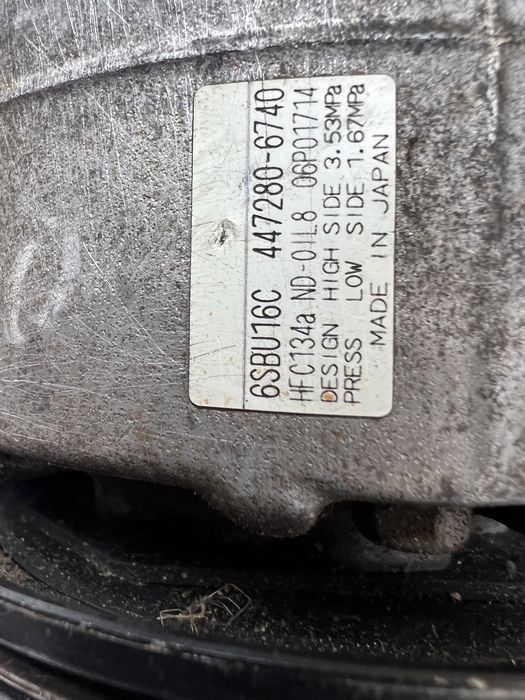 6SBU16C 447280-6740
HFC134a ND-OIL8 06P01714
DESIGN HIGH SIDE 3.53MPa
PRESS LOW SIDE 1.67MPa
MADE IN JAPAN